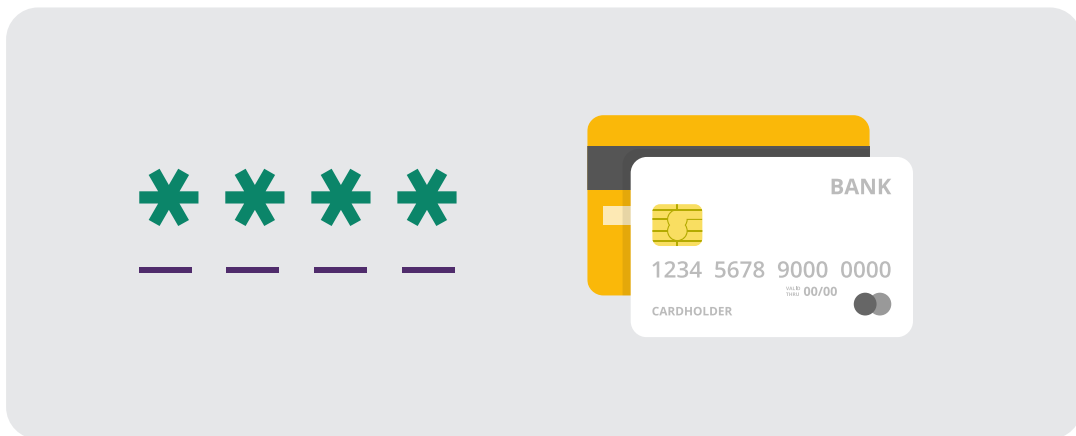 * * * *
BANK
1234 5678 9000 0000
VALID THRU 00/00
CARDHOLDER